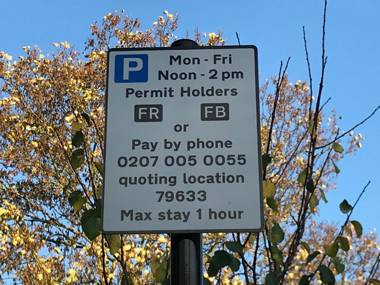 P Mon - Fri
Noon - 2 pm
Permit Holders
FR FB
or
Pay by phone
0207 005 0055
quoting location
79633
Max stay 1 hour